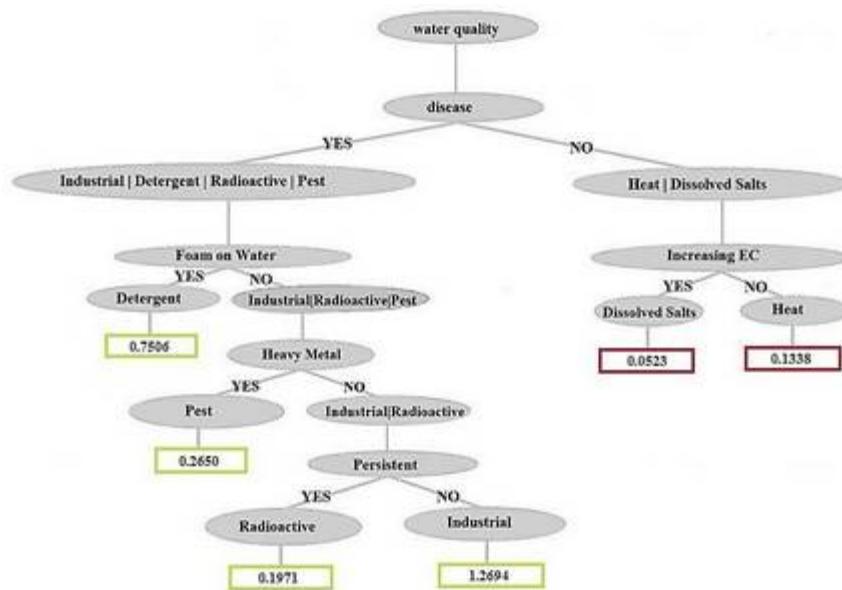 water quality
disease
YES
NO
Industrial | Detergent | Radioactive | Pest
Heat | Dissolved Salts
Foam on Water
Increasing EC
YES
NO
YES
NO
Detergent
Industrial|Radioactive|Pest
Dissolved Salts
Heat
0.7506
0.0523
0.1338
Heavy Metal
YES
NO
Pest
Industrial|Radioactive
0.2650
Persistent
YES
NO
Radioactive
Industrial
0.1971
1.2694